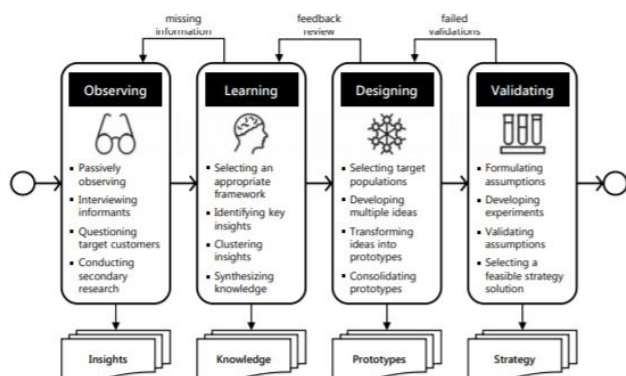 missing
information
feedback
review
failed
validations
Observing
▪ Passively
observing
▪ Interviewing
informants
▪ Questioning
target customers
▪ Conducting
secondary
research
Learning
▪ Selecting an
appropriate
framework
▪ Identifying key
insights
▪ Clustering
insights
▪ Synthesizing
knowledge
Designing
▪ Selecting target
populations
▪ Developing
multiple ideas
▪ Transforming
ideas into
prototypes
▪ Consolidating
prototypes
Validating
▪ Formulating
assumptions
▪ Developing
experiments
▪ Validating
assumptions
▪ Selecting a
feasible strategy
solution
Insights
Knowledge
Prototypes
Strategy